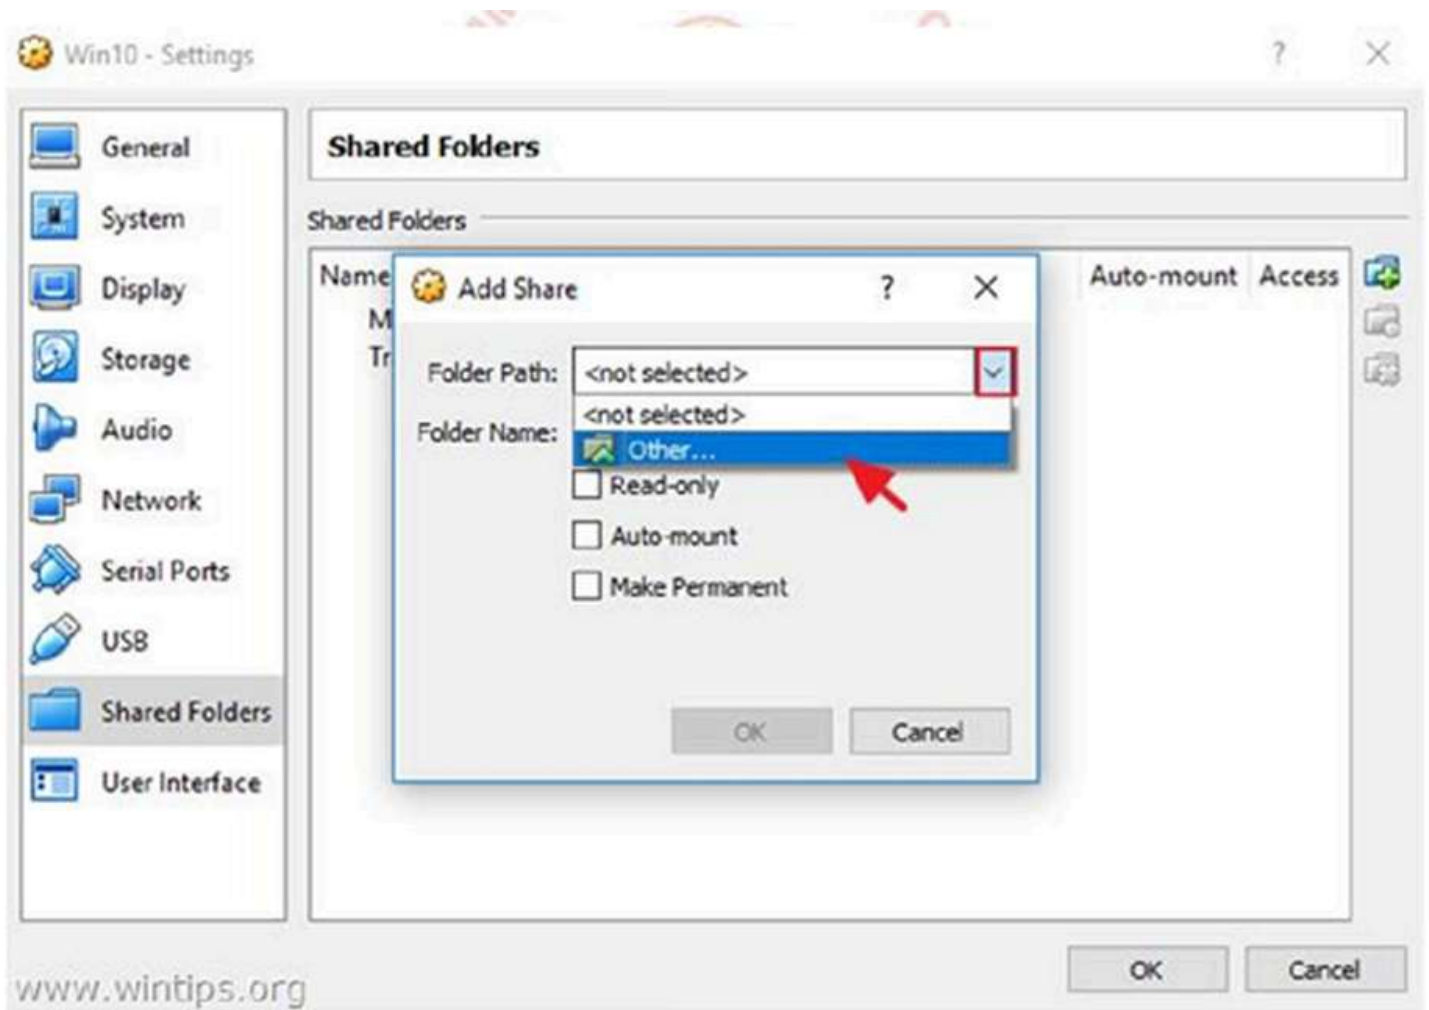 Win10 - Settings
?
General
System
Display
Storage
Audio
Network
Serial Ports
USB
Shared Folders
User Interface
Shared Folders
Shared Folders
Name
Auto-mount
Access
M
Tr
Add Share
?
Folder Path:
<not selected>
<not selected>
Folder Name:
Other...
Read-only
Auto-mount
Make Permanent
OK
Cancel
OK
Cancel
www.wintips.org